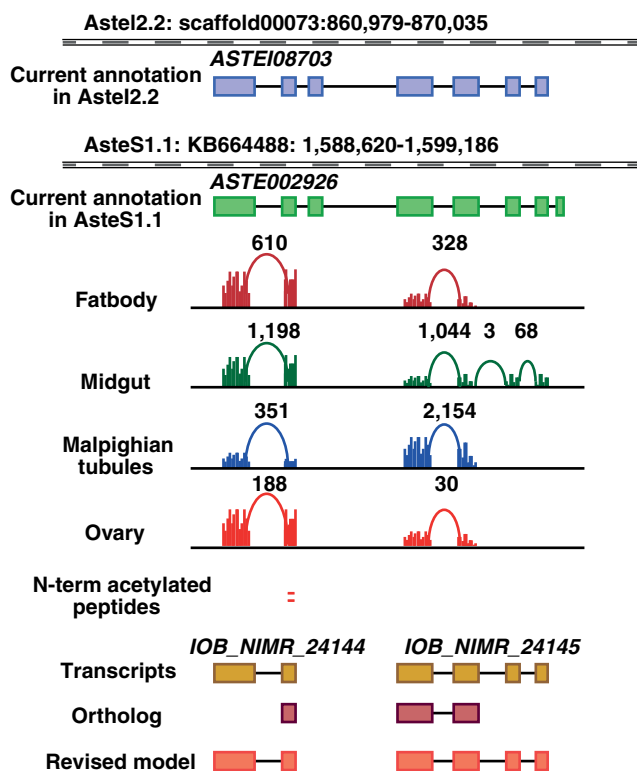 AsteI2.2: scaffold00073:860,979-870,035
Current annotation
in AsteI2.2
ASTEI08703
AsteS1.1: KB664488: 1,588,620-1,599,186
Current annotation
in AsteS1.1
ASTE002926
610 328
Fatbody
1,198 1,044 3 68
Midgut
351 2,154
Malpighian
tubules
188 30
Ovary
N-term acetylated
peptides
IOB_NIMR_24144 IOB_NIMR_24145
Transcripts
Ortholog
Revised model